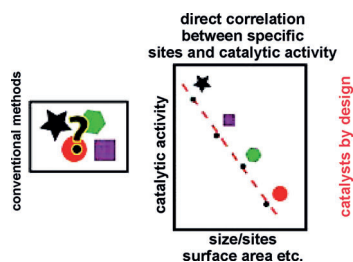 direct correlation
between specific
sites and catalytic activity
conventional methods
?
catalytic activity
catalysts by design
size/sites
surface area etc.